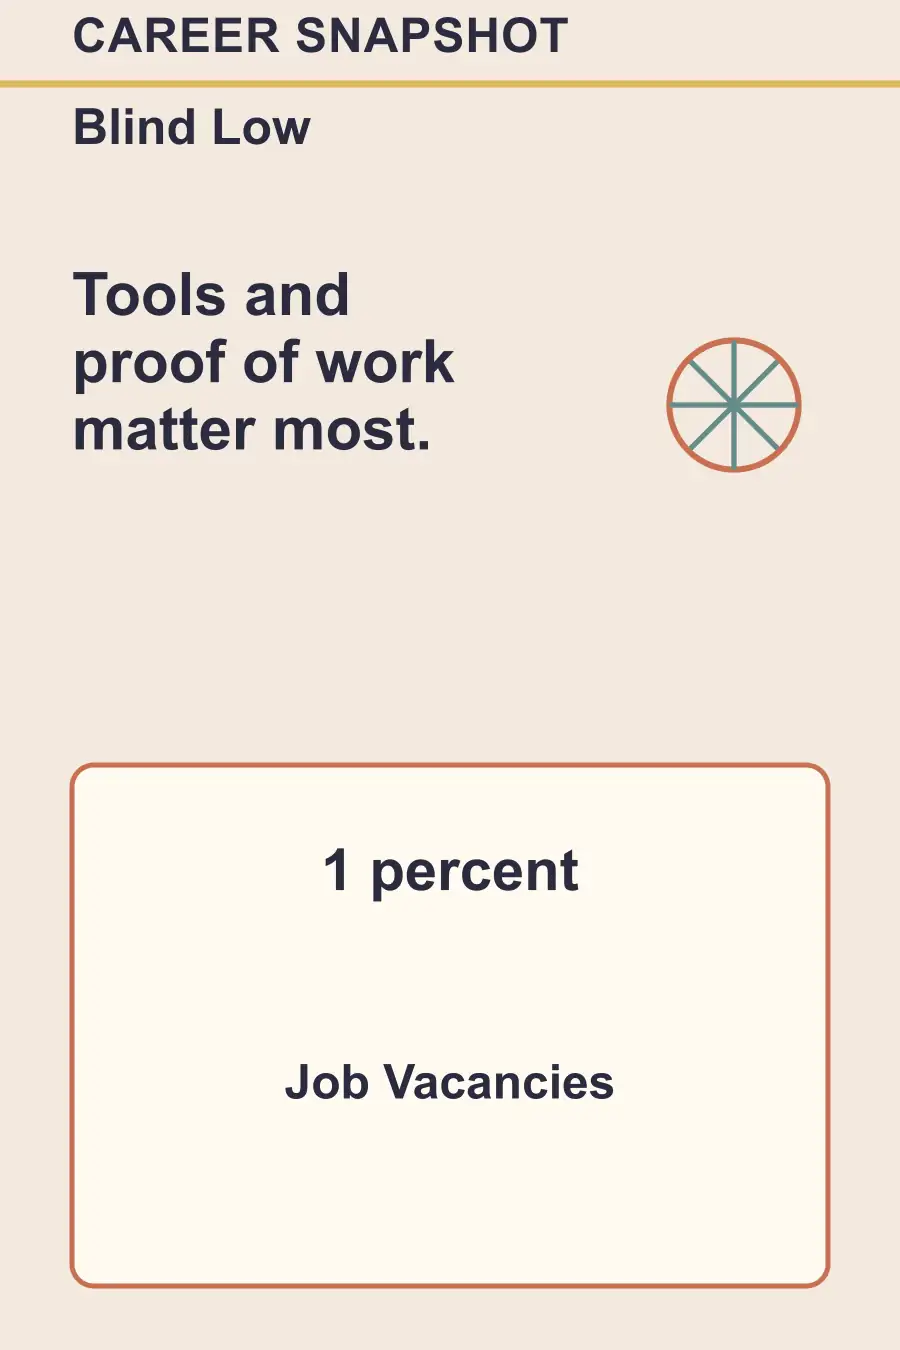 CAREER SNAPSHOT
Blind Low
Tools and
proof of work
matter most.
1 percent
Job Vacancies